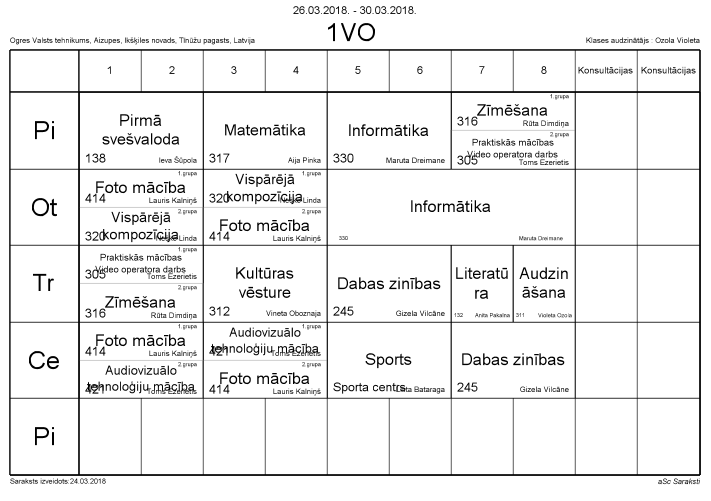 26.03.2018. - 30.03.2018.
Ogres Valsts tehnikums, Aizupes, Ikšķiles novads, Tīnūžu pagasts, Latvija
1VO
Klases audzinātājs : Ozola Violeta
1 2 3 4 5 6 7 8 Konsultācijas Konsultācijas
Pi
Pirmā
svešvaloda
138 Ieva Šūpola
Matemātika
317 Aija Pinka
Informātika
330 Maruta Dreimane
1.grupa
Zīmēšana
316 Rūta Dimdiņa
2.grupa
Praktiskās mācības
Video operatora darbs
305 Toms Ezerietis
Ot
1.grupa
Foto mācība
414 Lauris Kalniņš
2.grupa
Vispārējā
kompozīcija
320 Linda
1.grupa
Vispārējā
kompozīcija
320 Linda
2.grupa
Foto mācība
414 Lauris Kalniņš
Informātika
330 Maruta Dreimane
Tr
1.grupa
Praktiskās mācības
Video operatora darbs
305 Toms Ezerietis
2.grupa
Zīmēšana
316 Rūta Dimdiņa
Kultūras
vēsture
312 Vineta Oboznaja
Dabas zinības
245 Gizela Vilcāne
Literatū
ra
132 Anita Pakalna
Audzin
āšana
311 Violeta Ozola
Ce
1.grupa
Foto mācība
414 Lauris Kalniņš
2.grupa
Audiovizuālo
tehnoloģiju mācība
421 Toms Ezerietis
1.grupa
Audiovizuālo
tehnoloģiju mācība
421 Toms Ezerietis
2.grupa
Foto mācība
414 Lauris Kalniņš
Sports
Sporta centrs Bataraga
Dabas zinības
245 Gizela Vilcāne
Pi
Saraksts izveidots:24.03.2018
aSc Saraksti